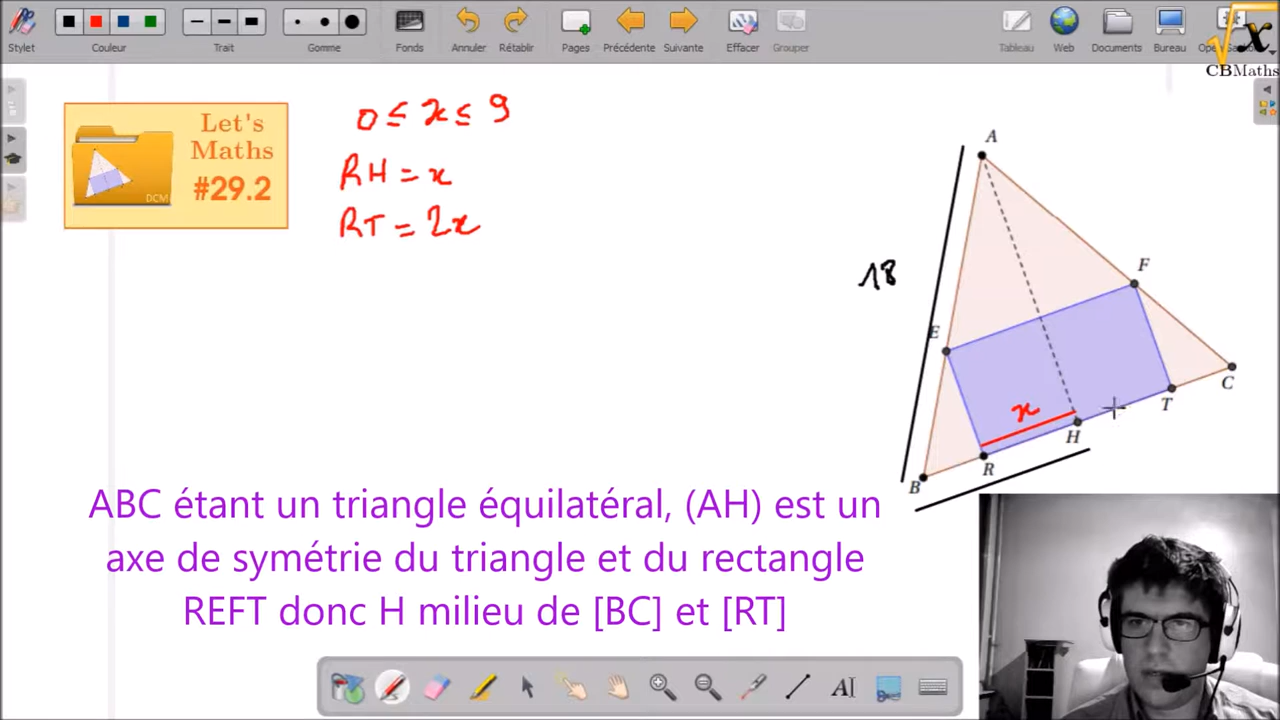 Stylet Couleur Trait Gomme Fonds Annuler Rétablir Pages Précédente Suivante Effacer Grouper Tableau Web Documents Bureau
CBMaths
Let's
Maths
#29.2
DCM
0 ≤ x ≤ 9
RH = x
RT = 2x
A
18
F
E
x
C
T
H
R
B
ABC étant un triangle équilatéral, (AH) est un
axe de symétrie du triangle et du rectangle
REFT donc H milieu de [BC] et [RT]
AI